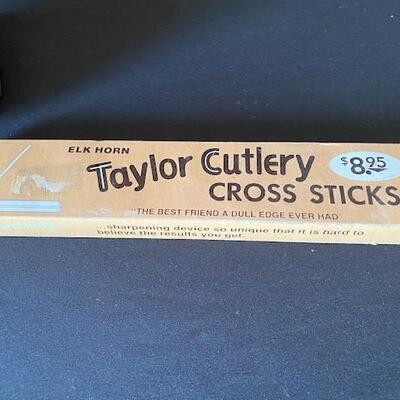 ELK HORN
Taylor Cutlery
$8.95
CROSS STICKS
"THE BEST FRIEND A DULL EDGE EVER HAD"
...sharpening device so unique that it is hard to
believe the results you get.